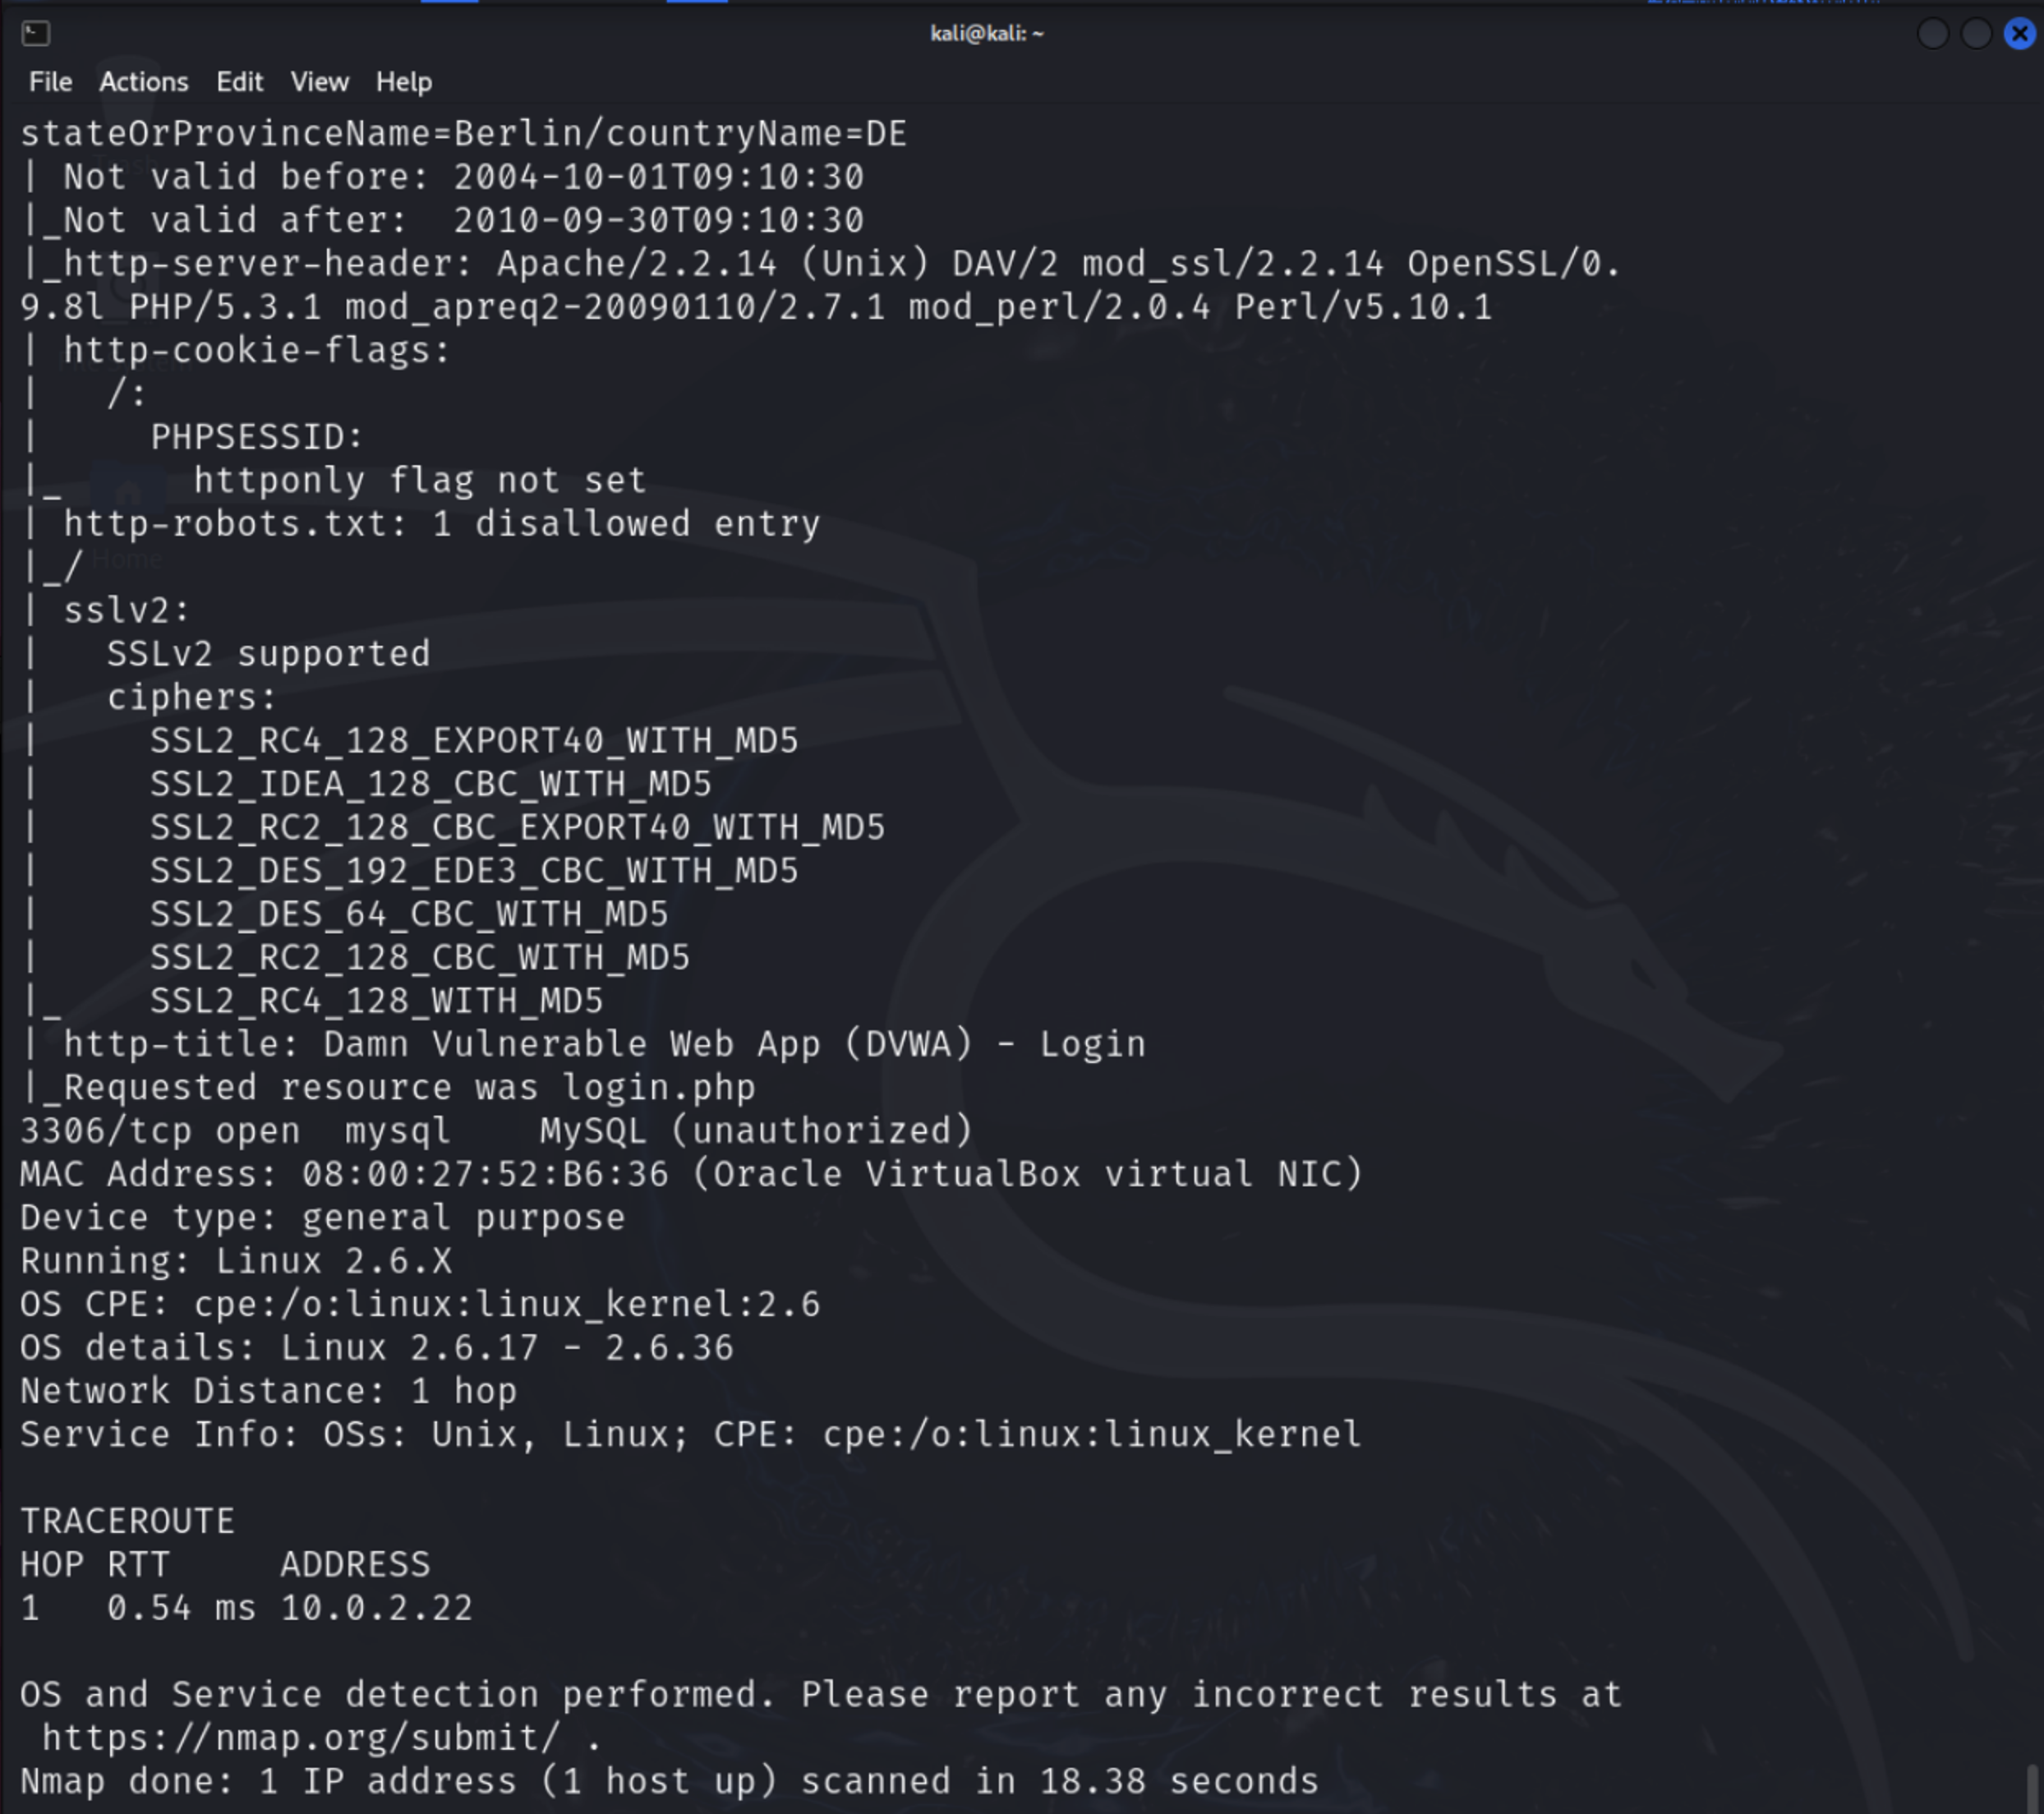 kali@kali: ~
File Actions Edit View Help
stateOrProvinceName=Berlin/countryName=DE
| Not valid before: 2004-10-01T09:10:30
|_Not valid after:  2010-09-30T09:10:30
|_http-server-header: Apache/2.2.14 (Unix) DAV/2 mod_ssl/2.2.14 OpenSSL/0.
9.8l PHP/5.3.1 mod_apreq2-20090110/2.7.1 mod_perl/2.0.4 Perl/v5.10.1
| http-cookie-flags:
|   /:
|     PHPSESSID:
|_      httponly flag not set
| http-robots.txt: 1 disallowed entry
|_/
Home
| sslv2:
|   SSLv2 supported
|   ciphers:
|     SSL2_RC4_128_EXPORT40_WITH_MD5
|     SSL2_IDEA_128_CBC_WITH_MD5
|     SSL2_RC2_128_CBC_EXPORT40_WITH_MD5
|     SSL2_DES_192_EDE3_CBC_WITH_MD5
|     SSL2_DES_64_CBC_WITH_MD5
|     SSL2_RC2_128_CBC_WITH_MD5
|_    SSL2_RC4_128_WITH_MD5
| http-title: Damn Vulnerable Web App (DVWA) - Login
|_Requested resource was login.php
3306/tcp open  mysql    MySQL (unauthorized)
MAC Address: 08:00:27:52:B6:36 (Oracle VirtualBox virtual NIC)
Device type: general purpose
Running: Linux 2.6.X
OS CPE: cpe:/o:linux:linux_kernel:2.6
OS details: Linux 2.6.17 - 2.6.36
Network Distance: 1 hop
Service Info: OSs: Unix, Linux; CPE: cpe:/o:linux:linux_kernel
TRACEROUTE
HOP RTT     ADDRESS
1   0.54 ms 10.0.2.22
OS and Service detection performed. Please report any incorrect results at
 https://nmap.org/submit/ .
Nmap done: 1 IP address (1 host up) scanned in 18.38 seconds